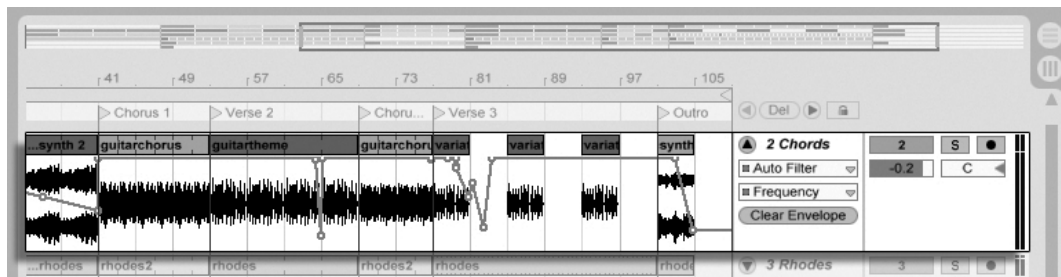 41 49 57 65 73 81 89 97 105
Chorus 1 Verse 2 Choru... Verse 3 Outro Del
...synth 2 guitarchorus guitartheme guitarchoru variat variat variat synth 2 Chords 2 S
Auto Filter -0.2 C
Frequency
Clear Envelope
...rhodes rhodes2 rhodes rhodes2 rhodes rhode 3 Rhodes 3 S